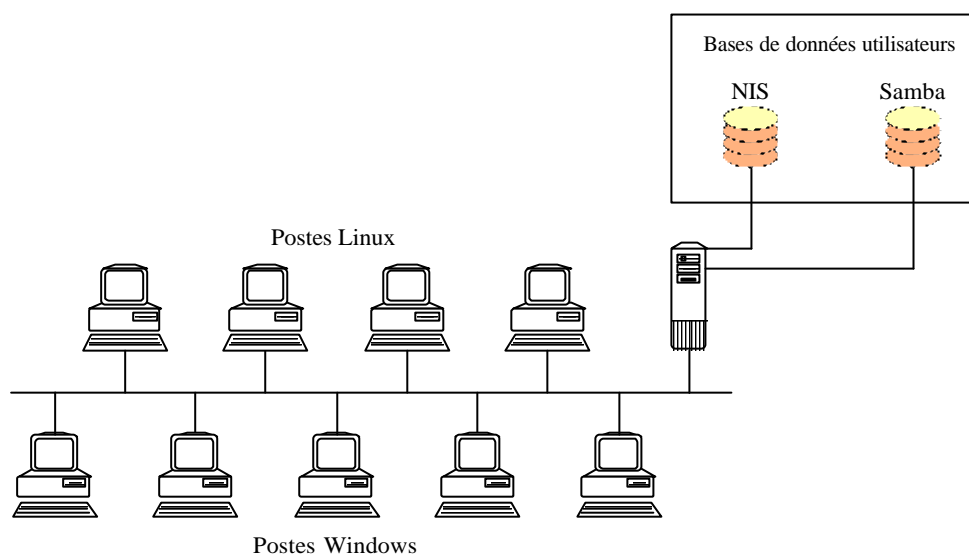 Bases de données utilisateurs
NIS Samba
Postes Linux
Postes Windows